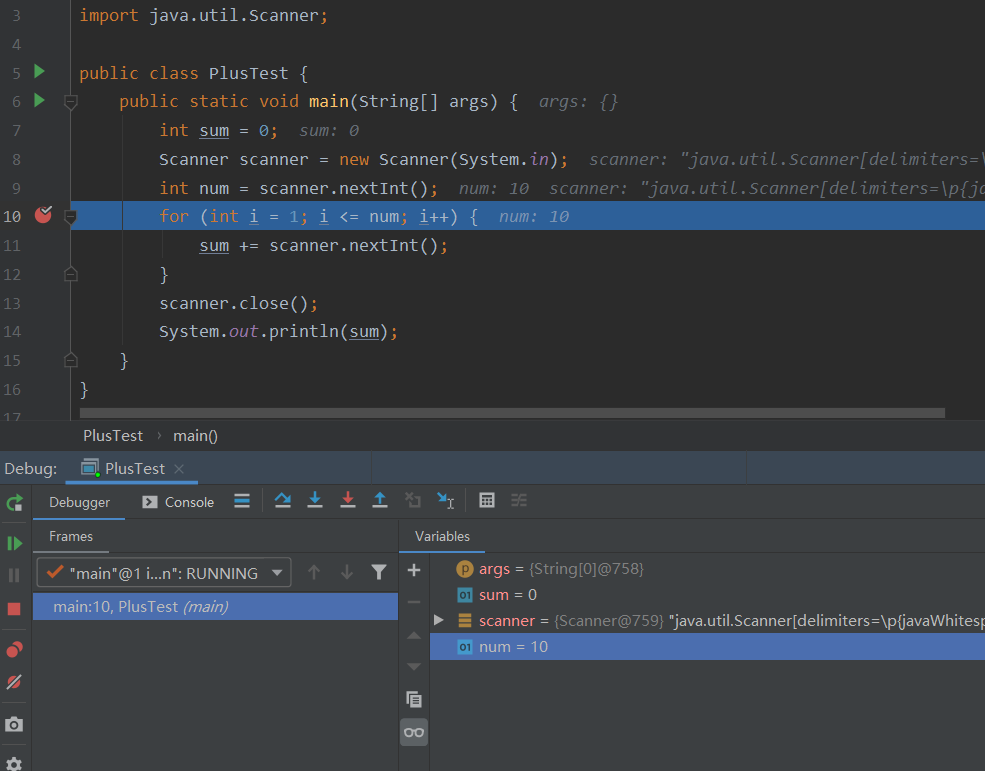 3 import java.util.Scanner;
4
5 public class PlusTest {
6 public static void main(String[] args) { args: {}
7 int sum = 0; sum: 0
8 Scanner scanner = new Scanner(System.in); scanner: "java.util.Scanner[delimiters=\
9 int num = scanner.nextInt(); num: 10 scanner: "java.util.Scanner[delimiters=\p{ja
10 for (int i = 1; i <= num; i++) { num: 10
11 sum += scanner.nextInt();
12 }
13 scanner.close();
14 System.out.println(sum);
15 }
16 }
17
PlusTest › main()
Debug: PlusTest
Debugger Console
Frames Variables
"main"@1 i...n": RUNNING
main:10, PlusTest (main)
args = {String[0]@758}
sum = 0
scanner = {Scanner@759} "java.util.Scanner[delimiters=\p{javaWhitesp
num = 10